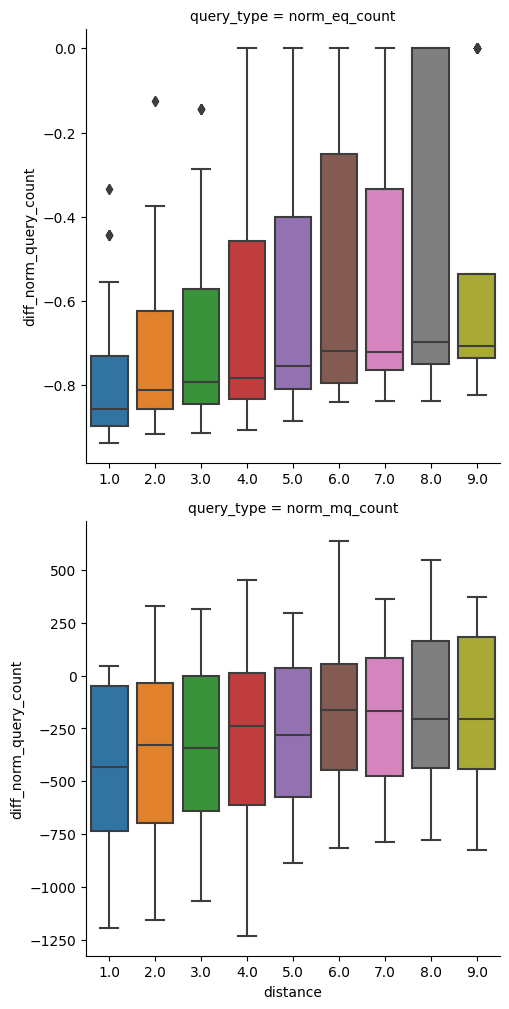 query_type = norm_eq_count
0.0
−0.2
−0.4
−0.6
−0.8
diff_norm_query_count
1.0 2.0 3.0 4.0 5.0 6.0 7.0 8.0 9.0
query_type = norm_mq_count
500
250
0
−250
−500
−750
−1000
−1250
diff_norm_query_count
1.0 2.0 3.0 4.0 5.0 6.0 7.0 8.0 9.0
distance